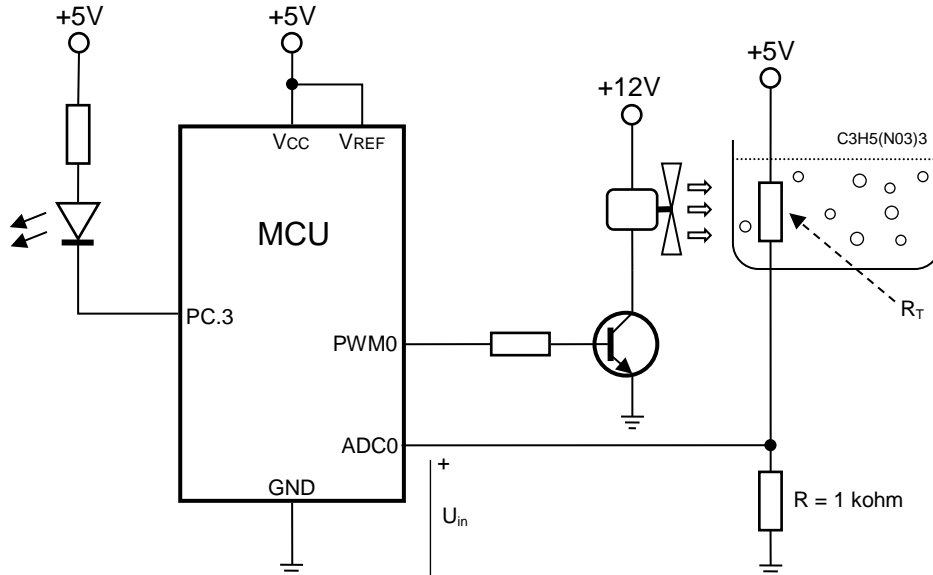 +5V
+5V
+5V
+12V
VCC
VREF
C3H5(N03)3
MCU
PC.3
RT
PWM0
ADC0
GND
+
Uin
R = 1 kohm